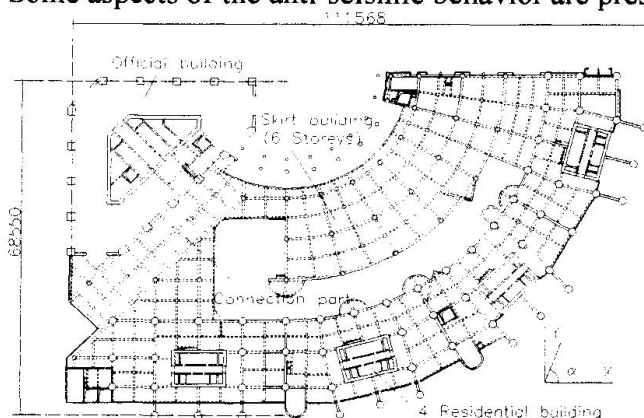 Some aspects of the anti-seismic behavior are pres
111568
Official building
Skirt building
(6 Storeys)
68550
Connection part
α
4 Residential building